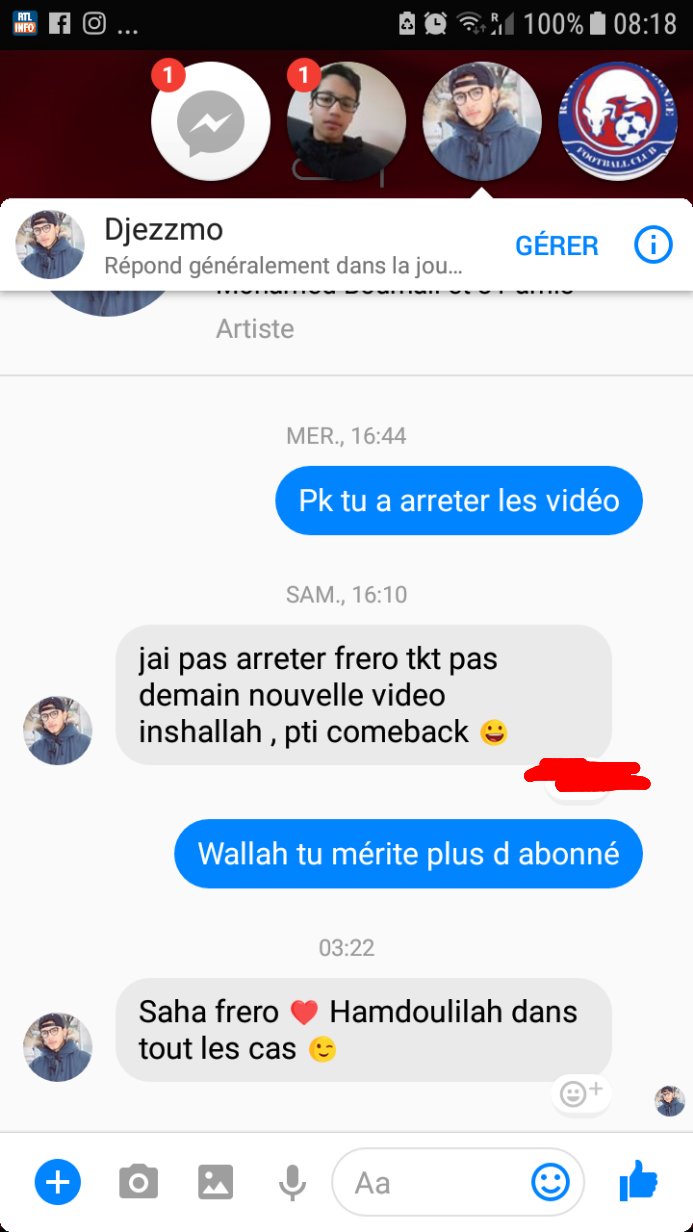 RTL
INFO
... R 100% 08:18
1
1
FOOTBALL CLUB
Djezzmo
Répond généralement dans la jou...
GÉRER
Artiste
MER., 16:44
Pk tu a arreter les vidéo
SAM., 16:10
jai pas arreter frero tkt pas
demain nouvelle video
inshallah , pti comeback 😀
Wallah tu mérite plus d abonné
03:22
Saha frero ❤ Hamdoulilah dans
tout les cas 😉
Aa